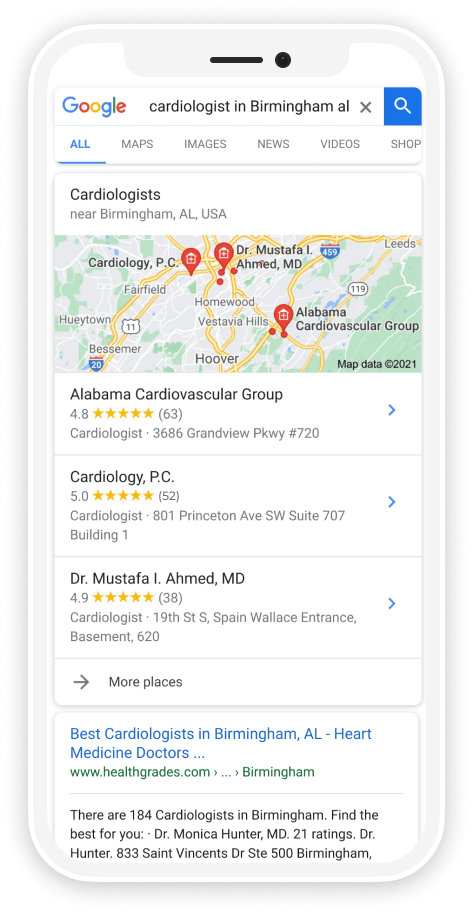 Google cardiologist in Birmingham al
ALL MAPS IMAGES NEWS VIDEOS SHOP
Cardiologists
near Birmingham, AL, USA
Leeds
459
Cardiology, P.C.
Dr. Mustafa I.
Ahmed, MD
Fairfield
119
Homewood
Hueytown
11
Vestavia Hills
Alabama
Cardiovascular Group
Bessemer
20
Hoover
Map data ©2021
Alabama Cardiovascular Group
4.8 ★★★★★ (63)
Cardiologist · 3686 Grandview Pkwy #720
Cardiology, P.C.
5.0 ★★★★★ (52)
Cardiologist · 801 Princeton Ave SW Suite 707
Building 1
Dr. Mustafa I. Ahmed, MD
4.9 ★★★★★ (38)
Cardiologist · 19th St S, Spain Wallace Entrance,
Basement, 620
More places
Best Cardiologists in Birmingham, AL - Heart
Medicine Doctors ...
www.healthgrades.com › ... › Birmingham
There are 184 Cardiologists in Birmingham. Find the
best for you: · Dr. Monica Hunter, MD. 21 ratings. Dr.
Hunter. 833 Saint Vincents Dr Ste 500 Birmingham,